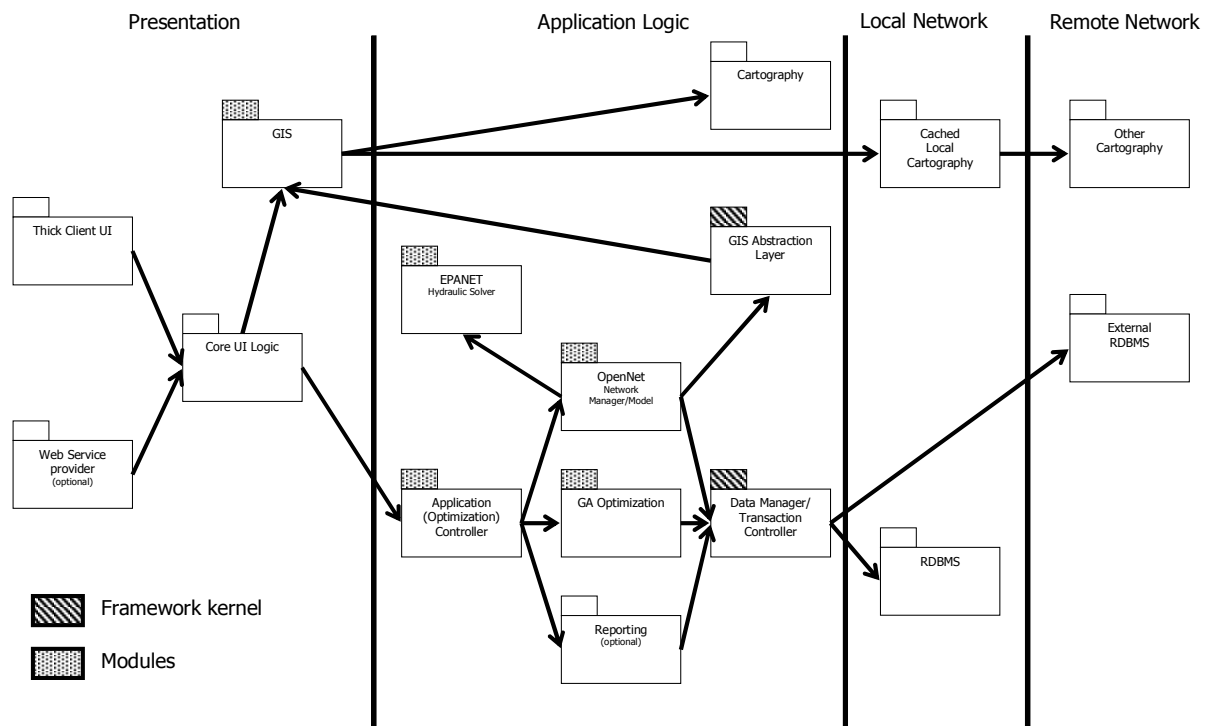 Presentation
Application Logic
Local Network
Remote Network
Cartography
GIS
Cached
Local
Cartography
Other
Cartography
Thick Client UI
GIS Abstraction
Layer
EPANET
Hydraulic Solver
Core UI Logic
External
RDBMS
OpenNet
Network
Manager/Model
Web Service
provider
(optional)
Application
(Optimization)
Controller
GA Optimization
Data Manager/
Transaction
Controller
RDBMS
Reporting
(optional)
Framework kernel
Modules